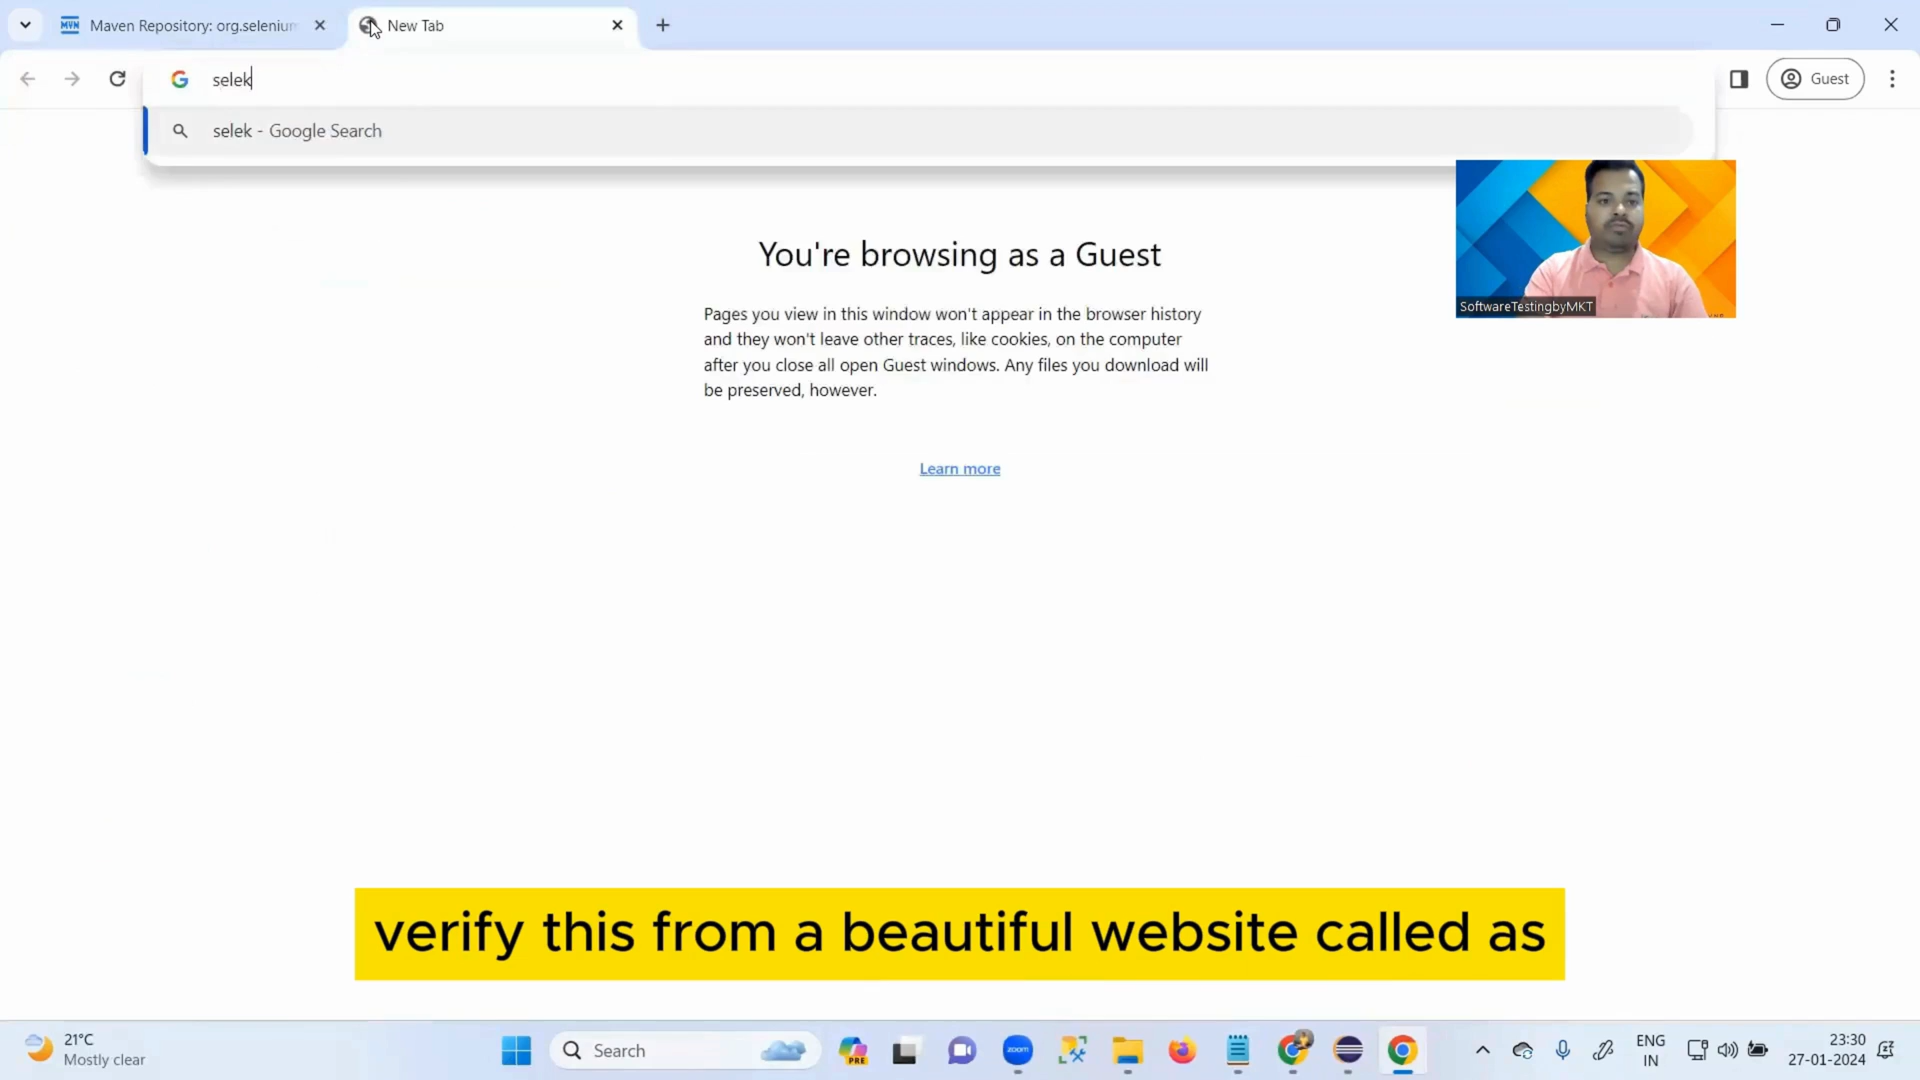 Maven Repository: org.selenium
New Tab
selek
Guest
selek - Google Search
You're browsing as a Guest
Pages you view in this window won't appear in the browser history
and they won't leave other traces, like cookies, on the computer
after you close all open Guest windows. Any files you download will
be preserved, however.
Learn more
SoftwareTestingbyMKT
verify this from a beautiful website called as
21°C
Mostly clear
Search
PRE
zoom
ENG
IN
23:30
27-01-2024